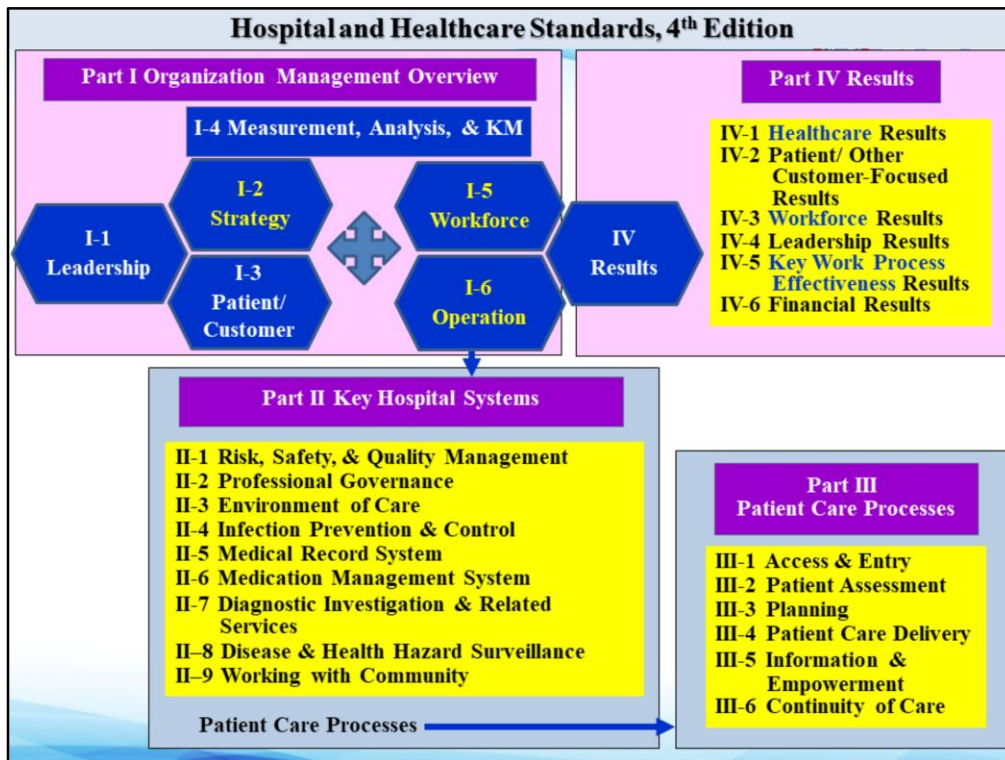 Hospital and Healthcare Standards, 4th Edition
Part I Organization Management Overview
I-4 Measurement, Analysis, & KM
I-1
Leadership
I-2
Strategy
I-3
Patient/
Customer
I-5
Workforce
I-6
Operation
IV
Results
Part IV Results
IV-1 Healthcare Results
IV-2 Patient/ Other
Customer-Focused
Results
IV-3 Workforce Results
IV-4 Leadership Results
IV-5 Key Work Process
Effectiveness Results
IV-6 Financial Results
Part II Key Hospital Systems
II-1 Risk, Safety, & Quality Management
II-2 Professional Governance
II-3 Environment of Care
II-4 Infection Prevention & Control
II-5 Medical Record System
II-6 Medication Management System
II-7 Diagnostic Investigation & Related
Services
II–8 Disease & Health Hazard Surveillance
II–9 Working with Community
Patient Care Processes
Part III
Patient Care Processes
III-1 Access & Entry
III-2 Patient Assessment
III-3 Planning
III-4 Patient Care Delivery
III-5 Information &
Empowerment
III-6 Continuity of Care